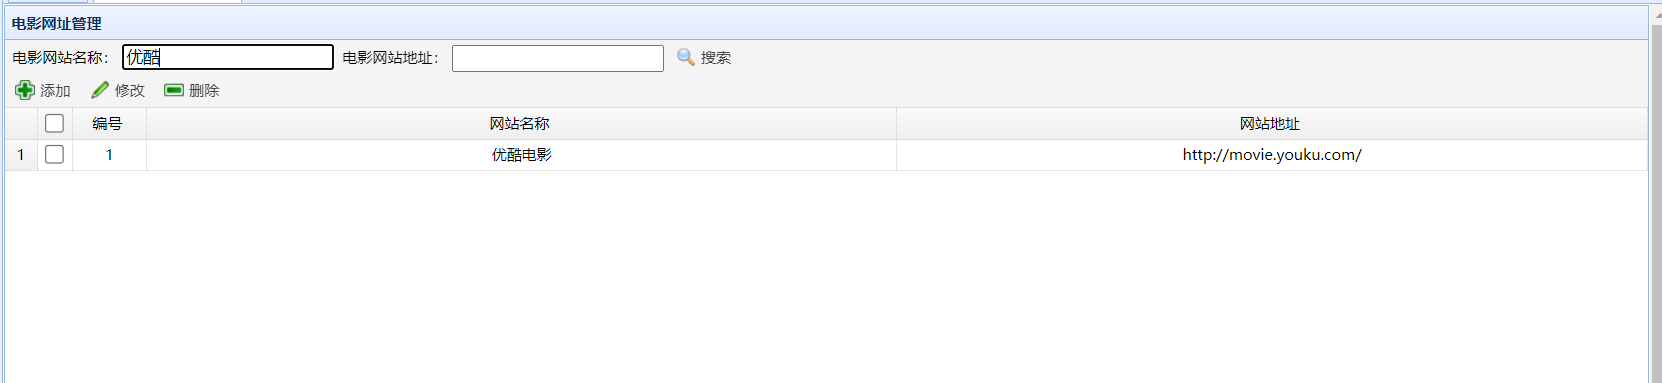 电影网址管理
电影网站名称： 优酷 电影网站地址： 搜索
添加 修改 删除
编号 网站名称 网站地址
1 1 优酷电影 http://movie.youku.com/